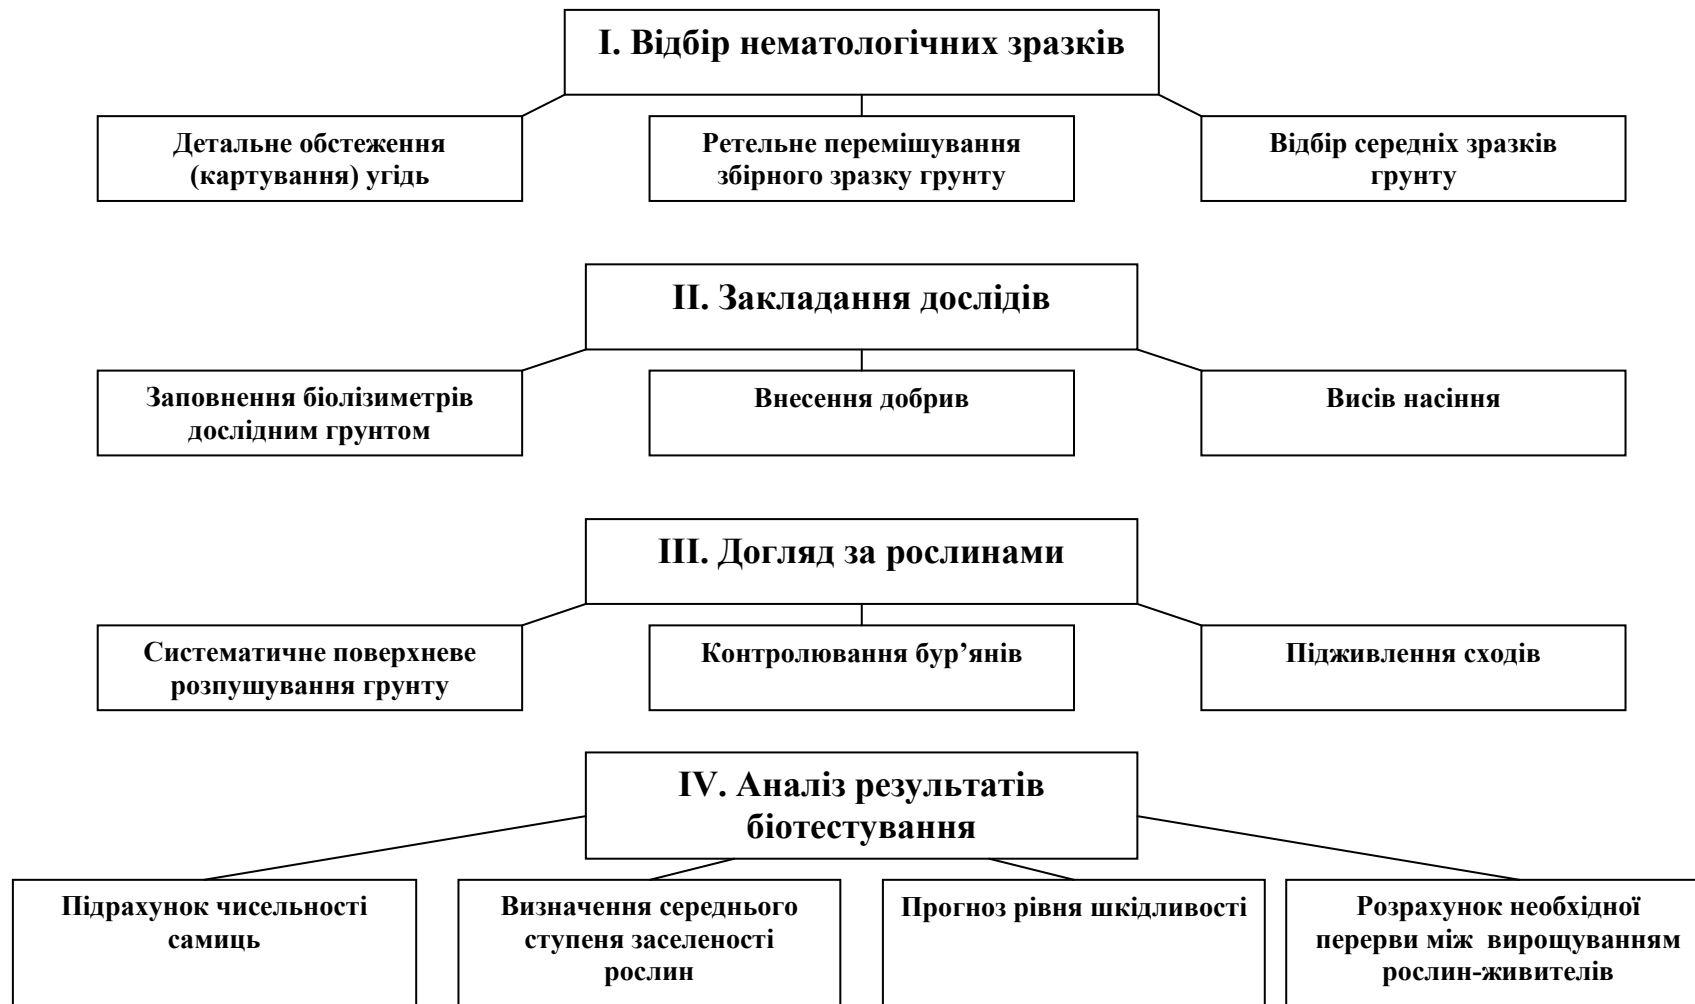 І. Відбір нематологічних зразків
Детальне обстеження
(картування) угідь
Ретельне перемішування
збірного зразку грунту
Відбір середніх зразків
грунту
ІІ. Закладання дослідів
Заповнення біолізиметрів
дослідним грунтом
Внесення добрив
Висів насіння
ІІІ. Догляд за рослинами
Систематичне поверхневе
розпушування грунту
Контролювання бур’янів
Підживлення сходів
IV. Аналіз результатів
біотестування
Підрахунок чисельності
самиць
Визначення середнього
ступеня заселеності
рослин
Прогноз рівня шкідливості
Розрахунок необхідної
перерви між вирощуванням
рослин-живителів